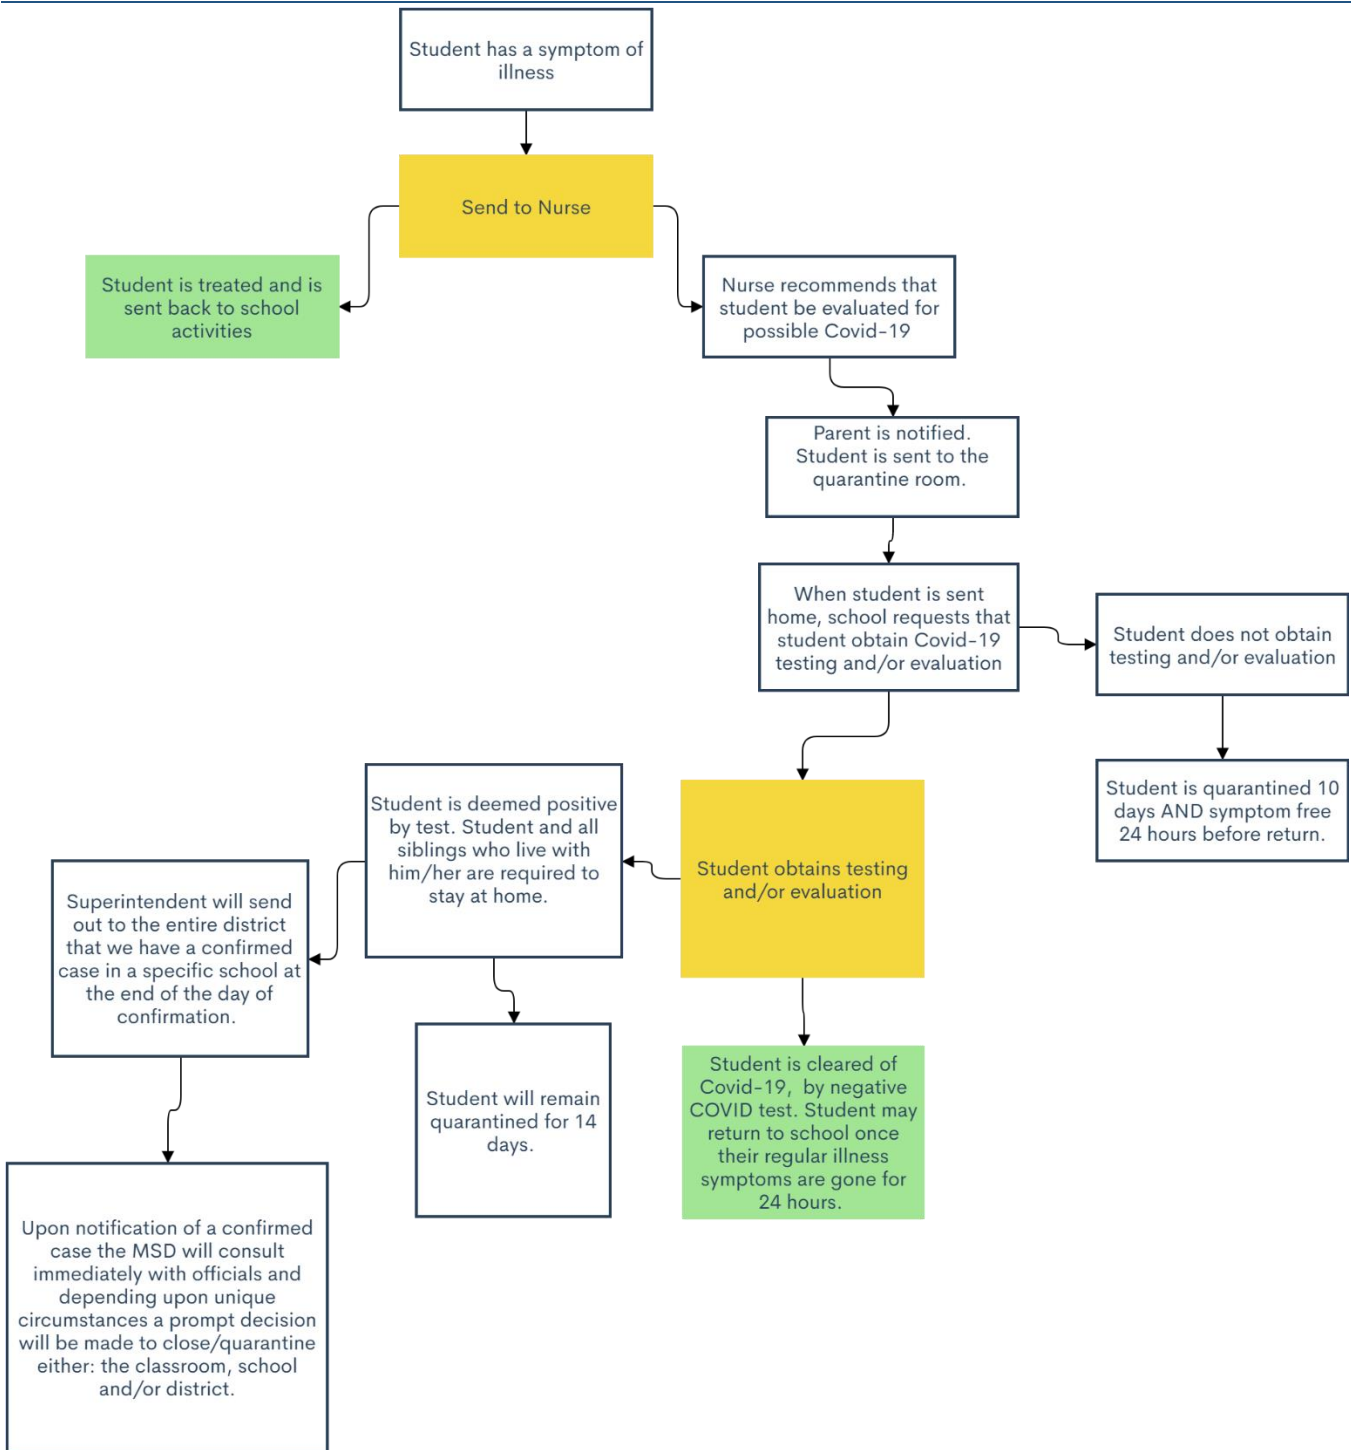 Student has a symptom of
illness
Send to Nurse
Student is treated and is
sent back to school
activities
Nurse recommends that
student be evaluated for
possible Covid-19
Parent is notified.
Student is sent to the
quarantine room.
When student is sent
home, school requests that
student obtain Covid-19
testing and/or evaluation
Student does not obtain
testing and/or evaluation
Student is quarantined 10
days AND symptom free
24 hours before return.
Student obtains testing
and/or evaluation
Student is deemed positive
by test. Student and all
siblings who live with
him/her are required to
stay at home.
Superintendent will send
out to the entire district
that we have a confirmed
case in a specific school at
the end of the day of
confirmation.
Student will remain
quarantined for 14
days.
Student is cleared of
Covid-19,  by negative
COVID test. Student may
return to school once
their regular illness
symptoms are gone for
24 hours.
Upon notification of a confirmed
case the MSD will consult
immediately with officials and
depending upon unique
circumstances a prompt decision
will be made to close/quarantine
either: the classroom, school
and/or district.